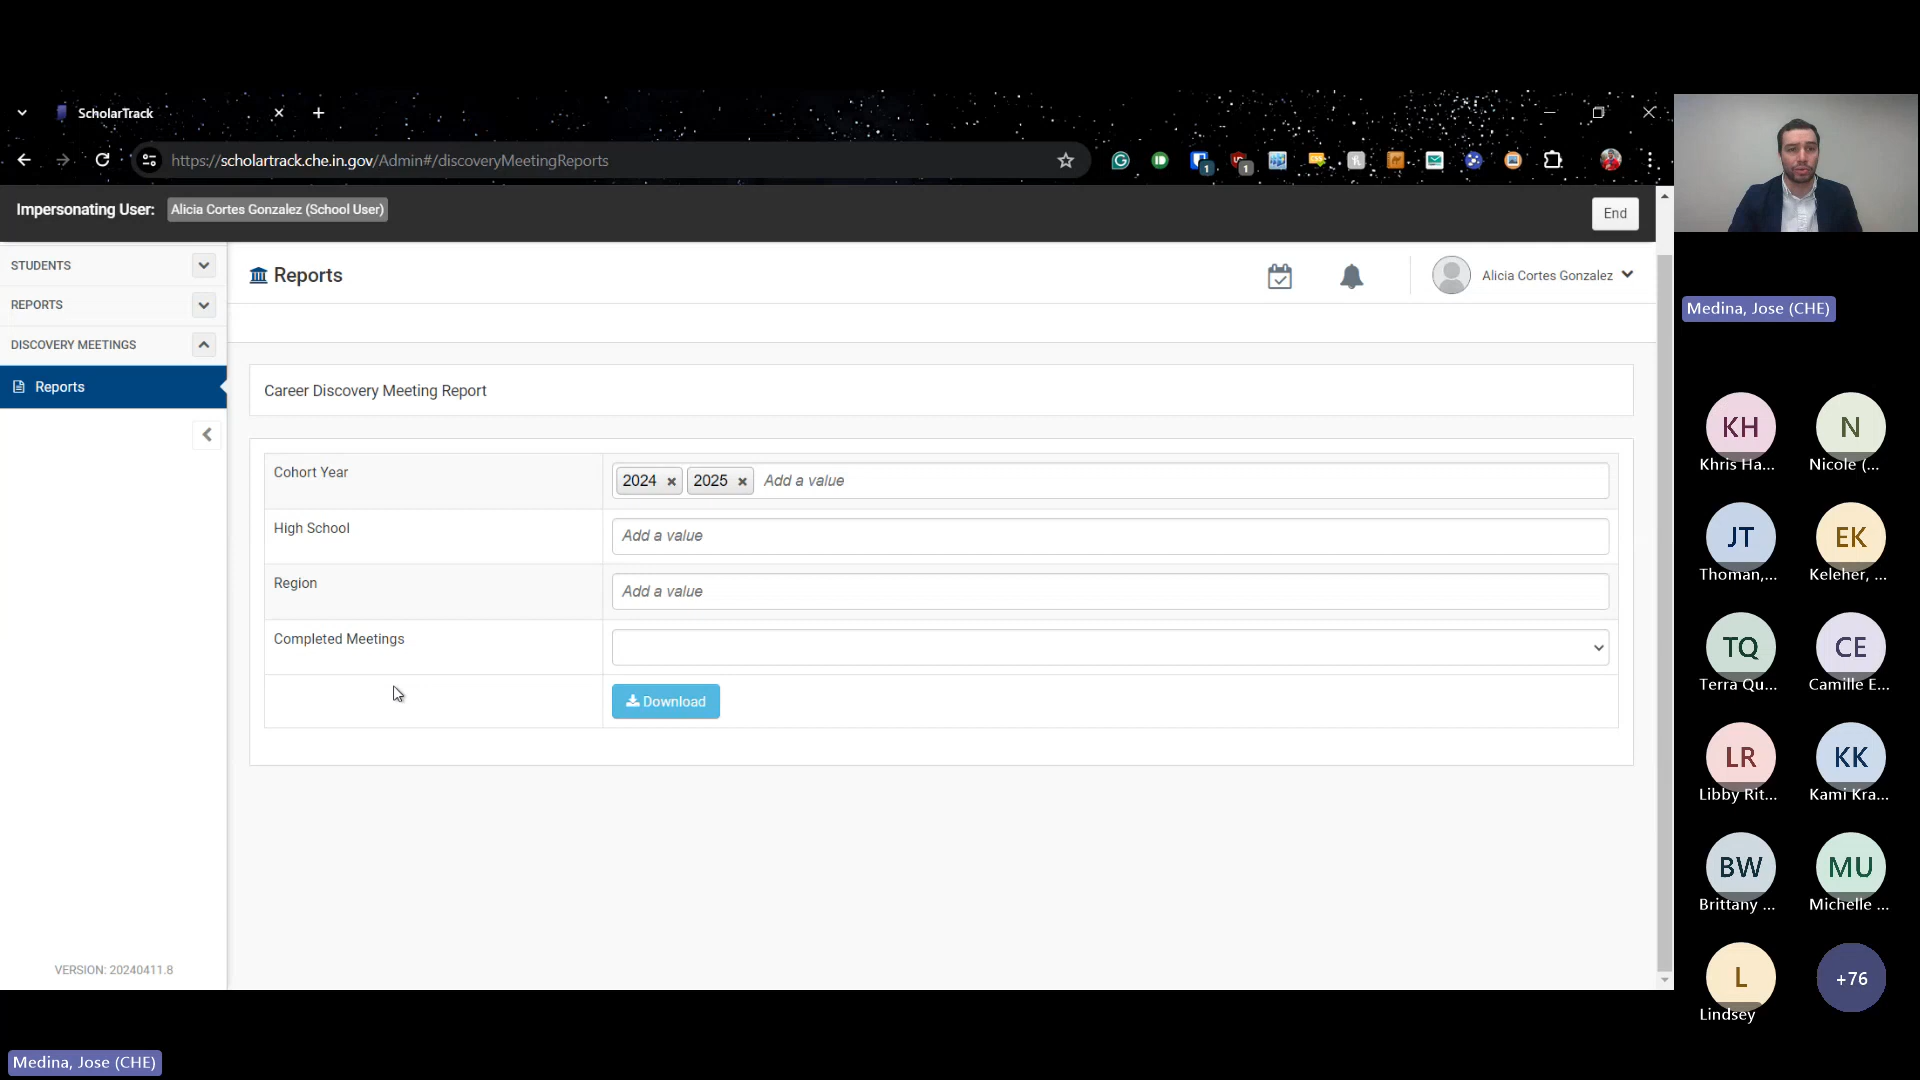 ScholarTrack
https://scholartrack.che.in.gov/Admin#/discoveryMeetingReports
1
1
Impersonating User: Alicia Cortes Gonzalez (School User)
End
STUDENTS
REPORTS
DISCOVERY MEETINGS
Reports
VERSION: 20240411.8
Reports
Alicia Cortes Gonzalez
Career Discovery Meeting Report
Cohort Year
2024 × 2025 × Add a value
High School
Add a value
Region
Add a value
Completed Meetings
Download
Medina, Jose (CHE)
KH
Khris Ha...
N
Nicole (...
JT
Thoman,...
EK
Keleher, ...
TQ
Terra Qu...
CE
Camille E...
LR
Libby Rit...
KK
Kami Kra...
BW
Brittany ...
MU
Michelle ...
L
Lindsey
+76
Medina, Jose (CHE)